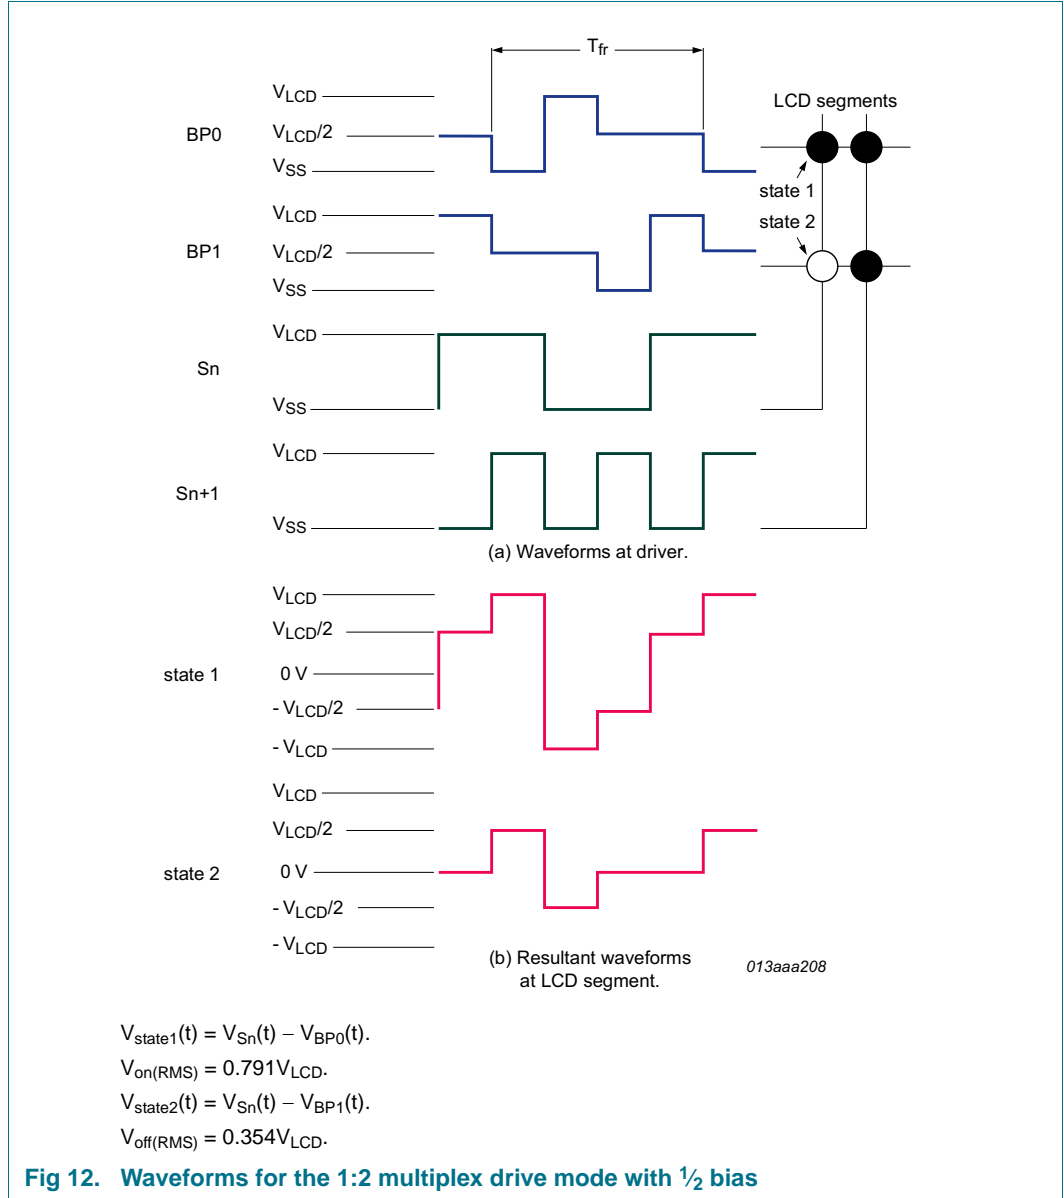 Tfr
VLCD
BP0
VLCD/2
VSS
LCD segments
state 1
state 2
VLCD
BP1
VLCD/2
VSS
VLCD
Sn
VSS
VLCD
Sn+1
VSS
(a) Waveforms at driver.
VLCD
VLCD/2
state 1
0 V
- VLCD/2
- VLCD
VLCD
VLCD/2
state 2
0 V
- VLCD/2
- VLCD
(b) Resultant waveforms
at LCD segment.
013aaa208
Vstate1(t) = VSn(t) − VBP0(t).
Von(RMS) = 0.791VLCD.
Vstate2(t) = VSn(t) − VBP1(t).
Voff(RMS) = 0.354VLCD.
Fig 12. Waveforms for the 1:2 multiplex drive mode with 1⁄2 bias